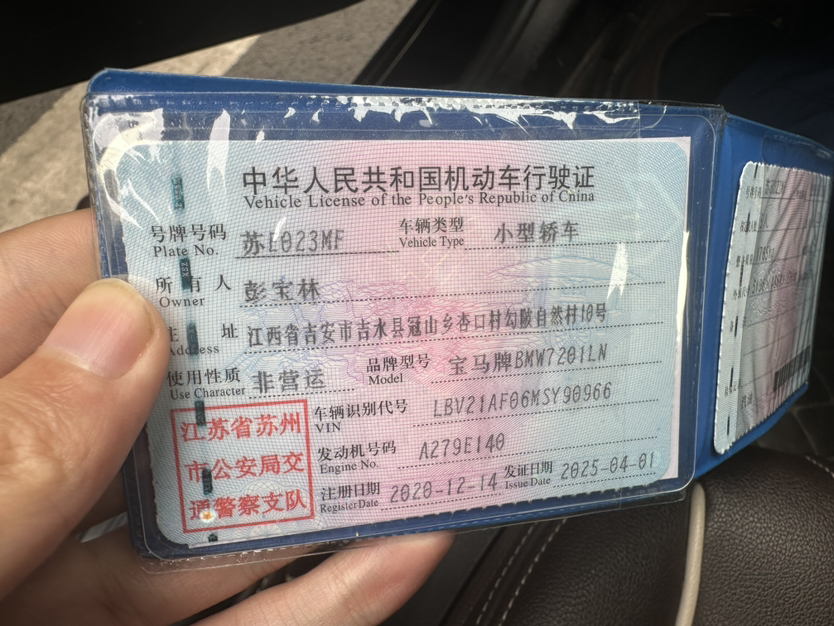 中华人民共和国机动车行驶证
Vehicle License of the People's Republic of China
号牌号码 苏E023MF 车辆类型 小型轿车
Plate No. Vehicle Type
所有人 彭宝林
Owner
住址 江西省吉安市吉水县冠山乡杏口村勾陂自然村10号
Address
使用性质 非营运 品牌型号 宝马牌BMW7201LN
Use Character Model
江苏省苏州
市公安局交
通警察支队
车辆识别代号 LBV21AF06MSY90966
VIN
发动机号码 A279E140
Engine No.
注册日期 2020-12-14 发证日期 2025-04-01
Register Date Issue Date